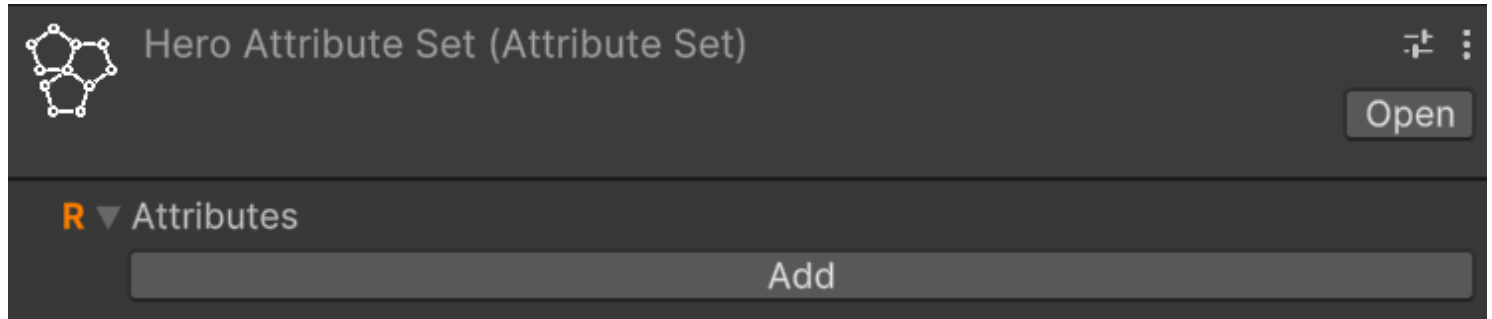 Hero Attribute Set (Attribute Set)
Open
R Attributes
Add